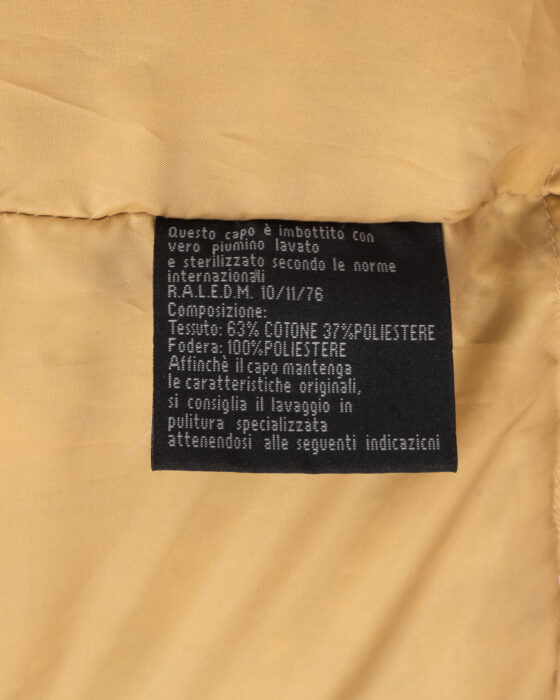 Questo capo è imbottito con
vero piumino lavato
e sterilizzato secondo le norme
internazionali
R.A.L.E.D.M. 10/11/76
Composizione:
Tessuto: 63% COTONE 37%POLIESTERE
Fodera: 100%POLIESTERE
Affinchè il capo mantenga
le caratteristiche originali,
si consiglia il lavaggio in
pulitura specializzata
attenendosi alle seguenti indicazicni